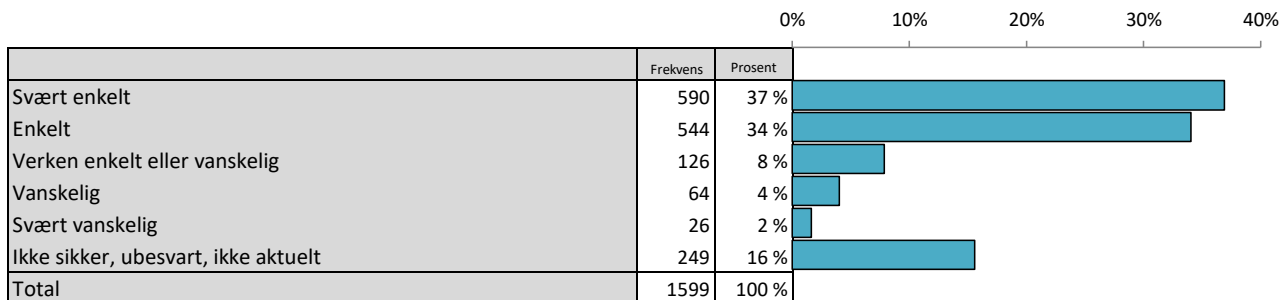 0% 10% 20% 30% 40%
Frekvens Prosent
Svært enkelt 590 37 %
Enkelt 544 34 %
Verken enkelt eller vanskelig 126 8 %
Vanskelig 64 4 %
Svært vanskelig 26 2 %
Ikke sikker, ubesvart, ikke aktuelt 249 16 %
Total 1599 100 %